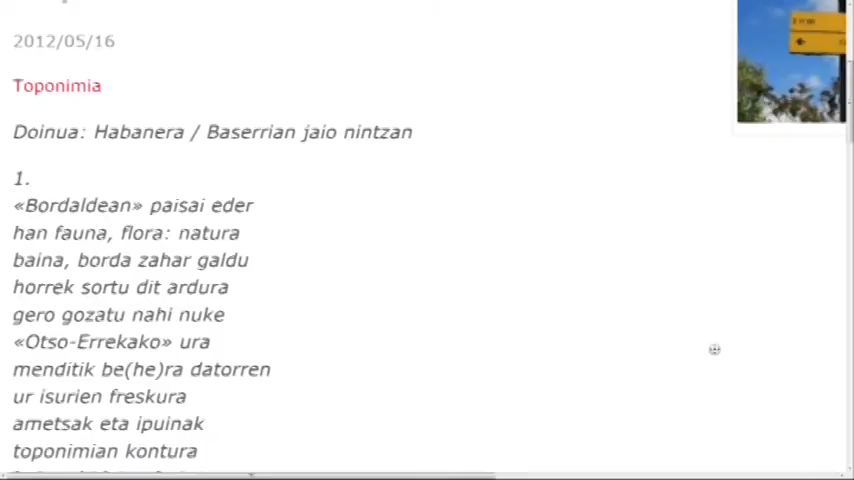 2012/05/16
Toponimia
Doinua: Habanera / Baserrian jaio nintzan
1.
«Bordaldean» paisai eder
han fauna, flora: natura
baina, borda zahar galdu
horrek sortu dit ardura
gero gozatu nahi nuke
«Otso-Errekako» ura
menditik be(he)ra datorren
ur isurien freskura
ametsak eta ipuinak
toponimian kontura